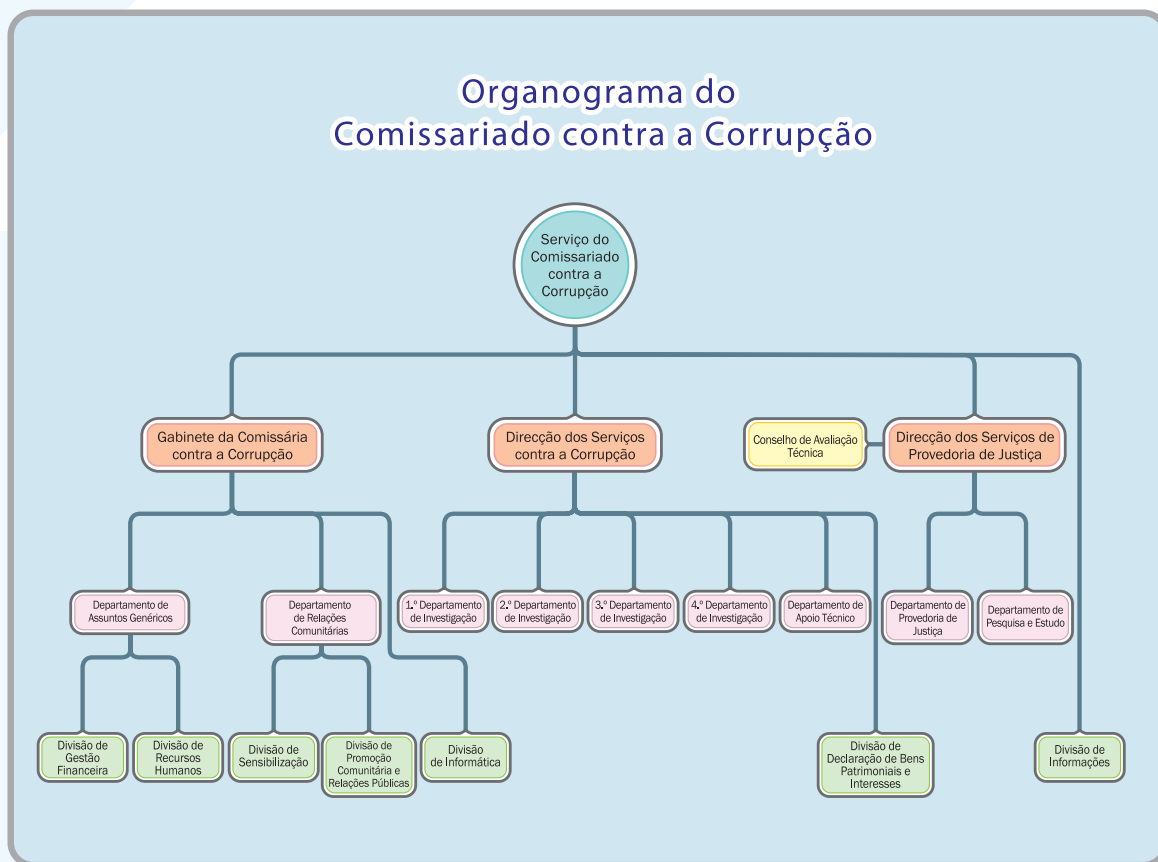 Organograma do
Comissariado contra a Corrupção
Serviço do
Comissariado
contra a
Corrupção
Gabinete da Comissária
contra a Corrupção
Direcção dos Serviços
contra a Corrupção
Conselho de Avaliação
Técnica
Direcção dos Serviços de
Provedoria de Justiça
Departamento de
Assuntos Genéricos
Departamento
de Relações
Comunitárias
1.º Departamento
de Investigação
2.º Departamento
de Investigação
3.º Departamento
de Investigação
4.º Departamento
de Investigação
Departamento de
Apoio Técnico
Departamento de
Provedoria de
Justiça
Departamento de
Pesquisa e Estudo
Divisão de
Gestão
Financeira
Divisão de
Recursos
Humanos
Divisão de
Sensibilização
Divisão de
Promoção
Comunitária e
Relações Públicas
Divisão
de Informática
Divisão de
Declaração de Bens
Patrimoniais e
Interesses
Divisão de
Informações